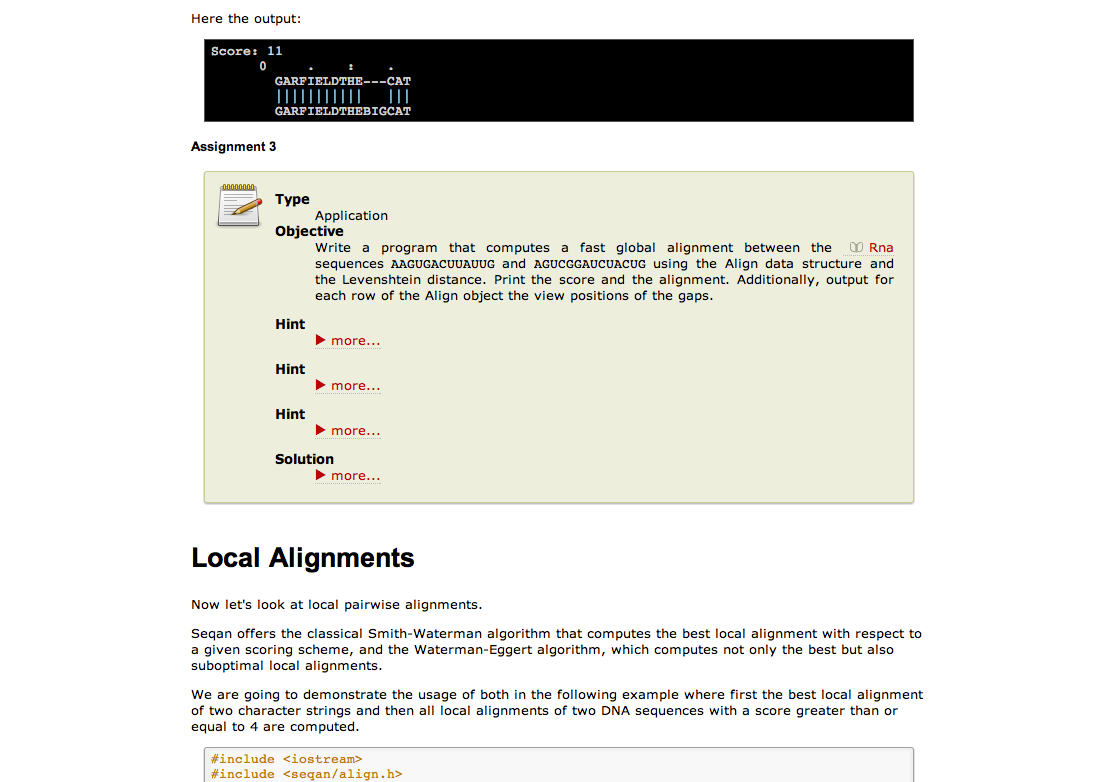 Here the output:
Score: 11
0 . : .
GARFIELDTHE---CAT
||||||||||| |||
GARFIELDTHEBIGCAT
Assignment 3
Type
Application
Objective
Write a program that computes a fast global alignment between the Rna
sequences AAGUGACUUAUUG and AGUCGGAUCUACUG using the Align data structure and
the Levenshtein distance. Print the score and the alignment. Additionally, output for
each row of the Align object the view positions of the gaps.
Hint
▶ more...
Hint
▶ more...
Hint
▶ more...
Solution
▶ more...
Local Alignments
Now let's look at local pairwise alignments.
Seqan offers the classical Smith-Waterman algorithm that computes the best local alignment with respect to
a given scoring scheme, and the Waterman-Eggert algorithm, which computes not only the best but also
suboptimal local alignments.
We are going to demonstrate the usage of both in the following example where first the best local alignment
of two character strings and then all local alignments of two DNA sequences with a score greater than or
equal to 4 are computed.
#include <iostream>
#include <seqan/align.h>